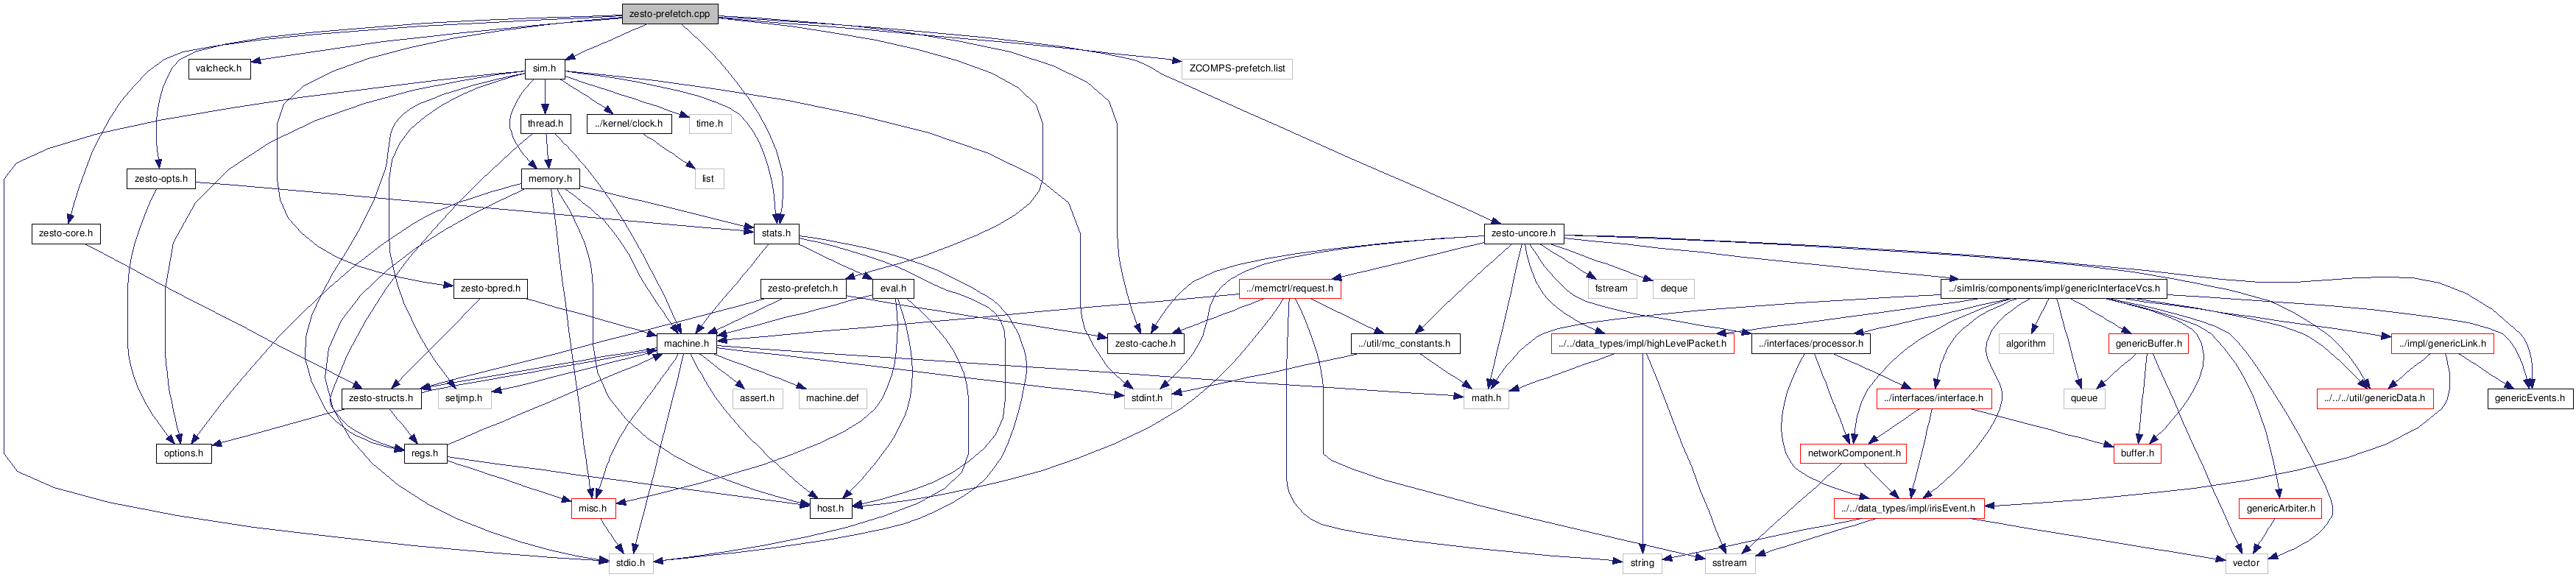 zesto-prefetch.cpp
valcheck.h
sim.h
ZCOMPS-prefetch.list
thread.h
../kernel/clock.h
time.h
zesto-opts.h
memory.h
list
zesto-core.h
stats.h
zesto-uncore.h
zesto-bpred.h
zesto-prefetch.h
eval.h
../memctrl/request.h
fstream
deque
../simIris/components/impl/genericInterfaceVcs.h
machine.h
zesto-cache.h
../util/mc_constants.h
../../data_types/impl/highLevelPacket.h
../interfaces/processor.h
algorithm
genericBuffer.h
../impl/genericLink.h
zesto-structs.h
setjmp.h
assert.h
machine.def
stdint.h
math.h
../interfaces/interface.h
queue
../../../util/genericData.h
genericEvents.h
options.h
regs.h
networkComponent.h
buffer.h
misc.h
host.h
../../data_types/impl/irisEvent.h
genericArbiter.h
stdio.h
string
sstream
vector